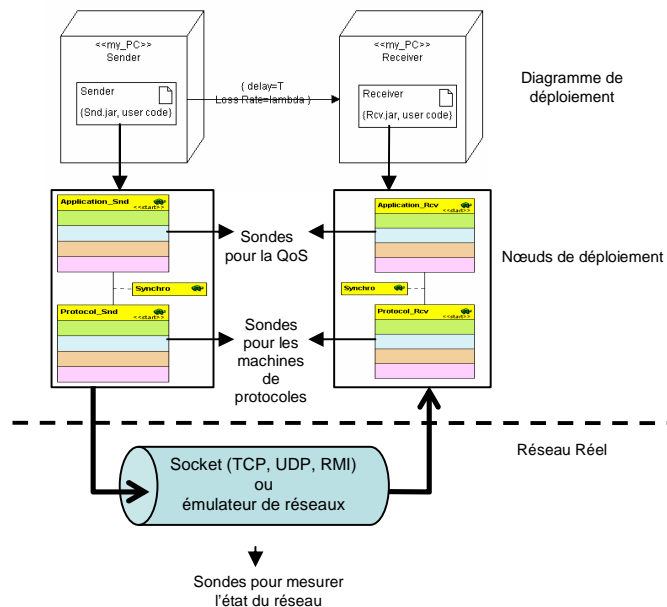 <<my_PC>>
Sender
<<my_PC>>
Receiver
Sender
{Snd.jar, user code}
{ delay=T
Loss Rate=lambda }
Receiver
{Rcv.jar, user code}
Diagramme de
déploiement
Application_Snd
<<start>>
Application_Rcv
<<start>>
Sondes
pour la QoS
Nœuds de déploiement
Synchro
Synchro
Protocol_Snd
<<start>>
Protocol_Rcv
<<start>>
Sondes
pour les
machines
de
protocoles
Réseau Réel
Socket (TCP, UDP, RMI)
ou
émulateur de réseaux
Sondes pour mesurer
l'état du réseau